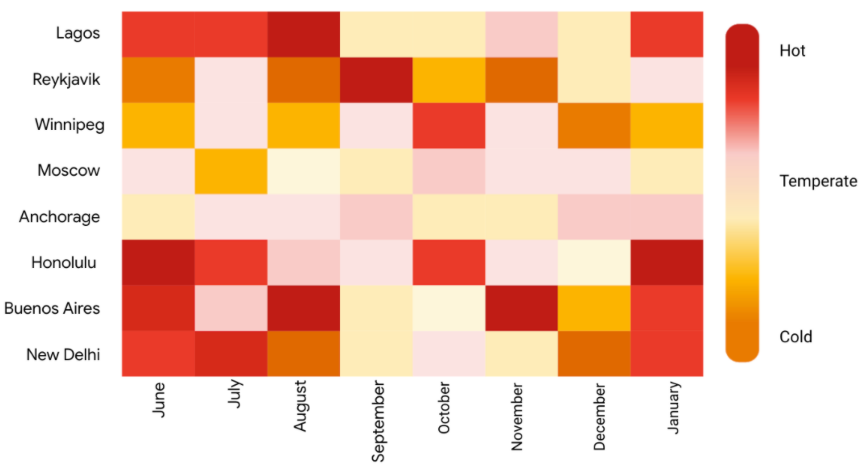 Lagos
Reykjavik
Winnipeg
Moscow
Anchorage
Honolulu
Buenos Aires
New Delhi
June
July
August
September
October
November
December
January
Hot
Temperate
Cold